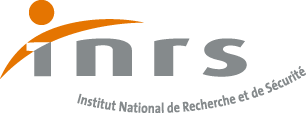 inrs
Institut National de Recherche et de Sécurité